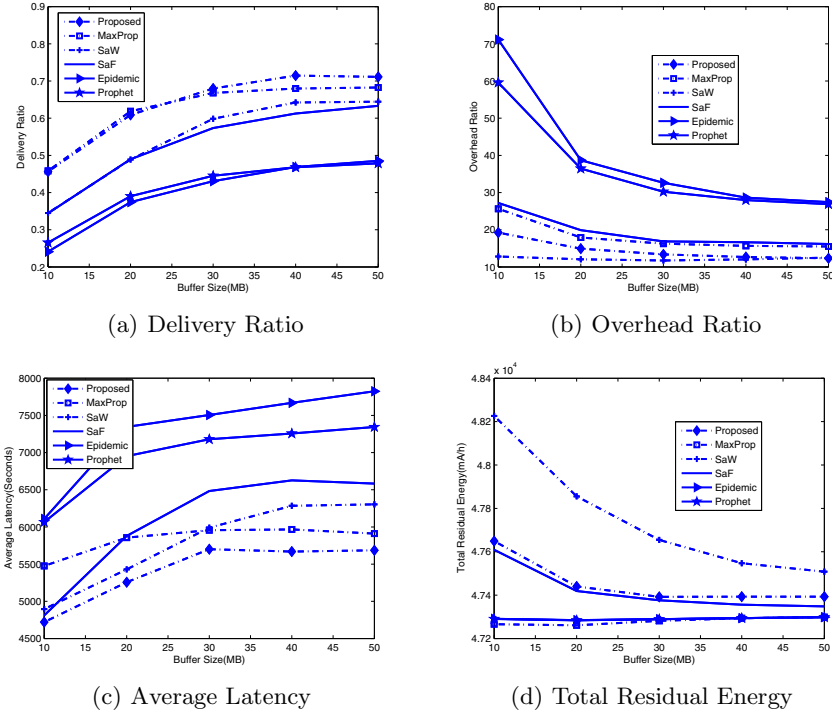 0.9
0.8
0.7
0.6
0.5
0.4
0.3
0.2
10 15 20 25 30 35 40 45 50
Delivery Ratio
Buffer Size(MB)
Proposed
MaxProp
SaW
SaF
Epidemic
Prophet
(a) Delivery Ratio
80
70
60
50
40
30
20
10
10 15 20 25 30 35 40 45 50
Overhead Ratio
Buffer Size(MB)
Proposed
MaxProp
SaW
SaF
Epidemic
Prophet
(b) Overhead Ratio
8000
7500
7000
6500
6000
5500
5000
4500
10 15 20 25 30 35 40 45 50
Average Latency(Seconds)
Buffer Size(MB)
Proposed
MaxProp
SaW
SaF
Epidemic
Prophet
(c) Average Latency
x 10^4
4.84
4.82
4.8
4.78
4.76
4.74
4.72
10 15 20 25 30 35 40 45 50
Total Residual Energy(mA/h)
Buffer Size(MB)
Proposed
MaxProp
SaW
SaF
Epidemic
Prophet
(d) Total Residual Energy